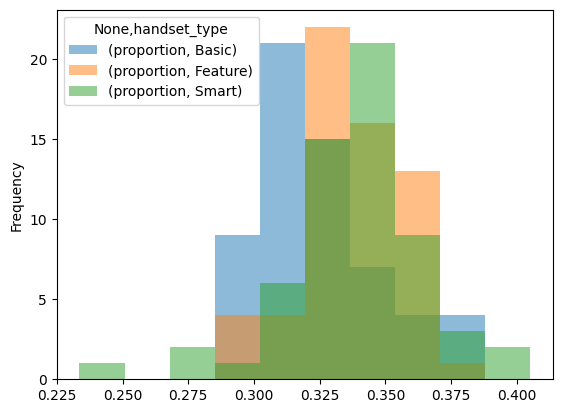 None,handset_type
(proportion, Basic)
(proportion, Feature)
(proportion, Smart)
Frequency
20
15
10
5
0
0.225 0.250 0.275 0.300 0.325 0.350 0.375 0.400